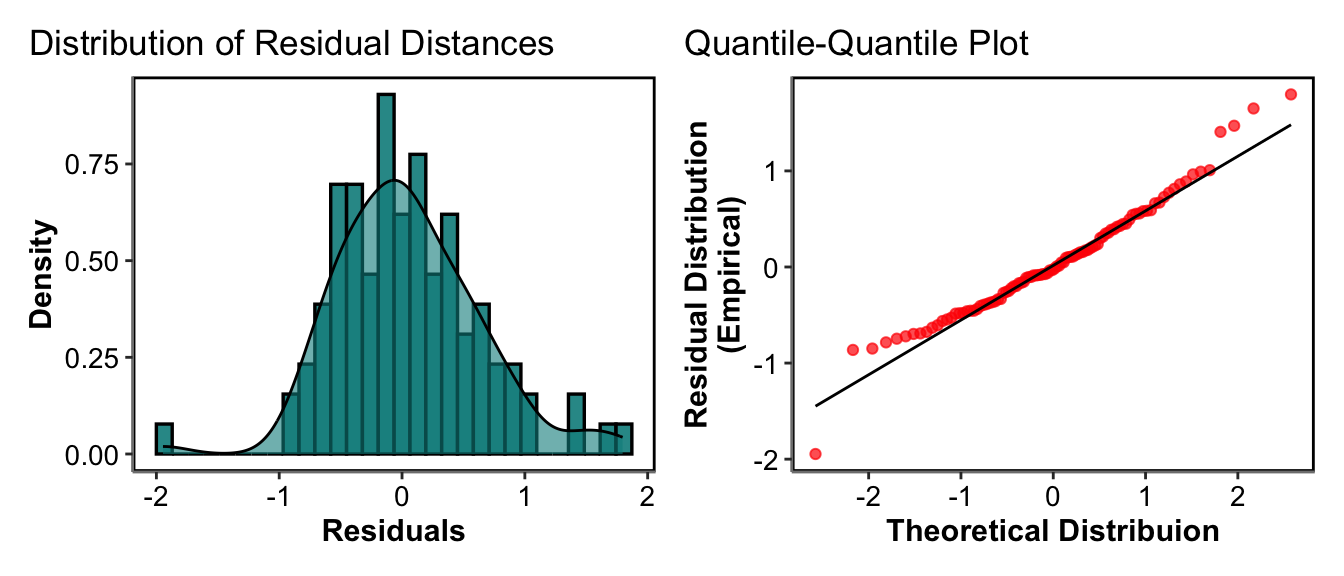 Distribution of Residual Distances
Density
0.75
0.50
0.25
0.00
-2
-1
0
1
2
Residuals
Quantile-Quantile Plot
Residual Distribution
(Empirical)
1
0
-1
-2
-2
-1
0
1
2
Theoretical Distribuion